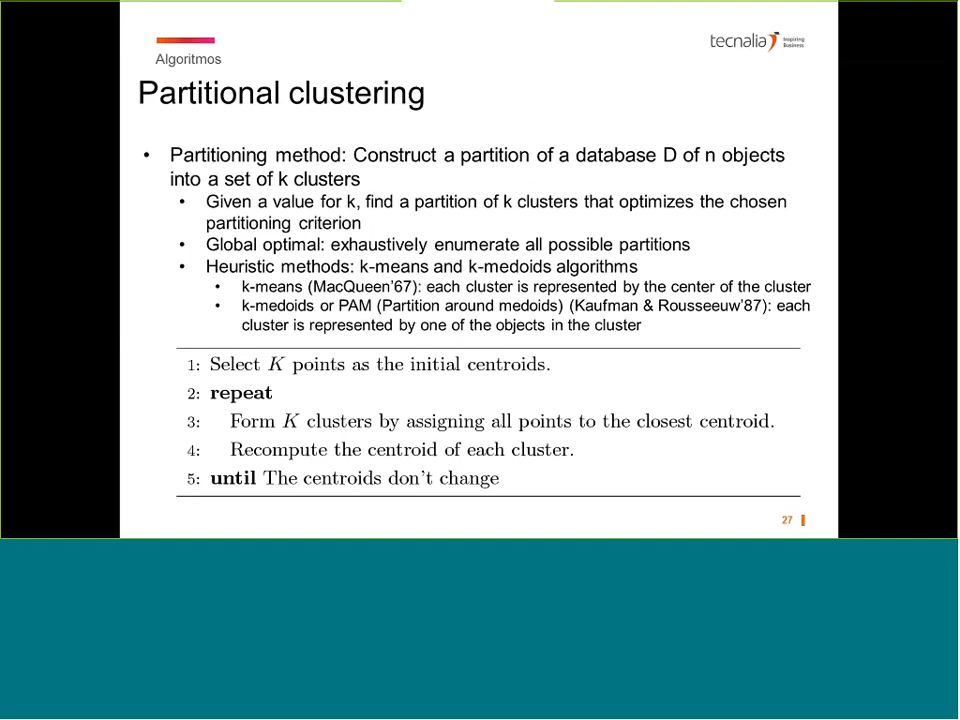 Algoritmos
tecnalia Inspiring Business
Partitional clustering
• Partitioning method: Construct a partition of a database D of n objects
into a set of k clusters
• Given a value for k, find a partition of k clusters that optimizes the chosen
partitioning criterion
• Global optimal: exhaustively enumerate all possible partitions
• Heuristic methods: k-means and k-medoids algorithms
• k-means (MacQueen'67): each cluster is represented by the center of the cluster
• k-medoids or PAM (Partition around medoids) (Kaufman & Rousseeuw'87): each
cluster is represented by one of the objects in the cluster
1: Select K points as the initial centroids.
2: repeat
3: Form K clusters by assigning all points to the closest centroid.
4: Recompute the centroid of each cluster.
5: until The centroids don't change
27